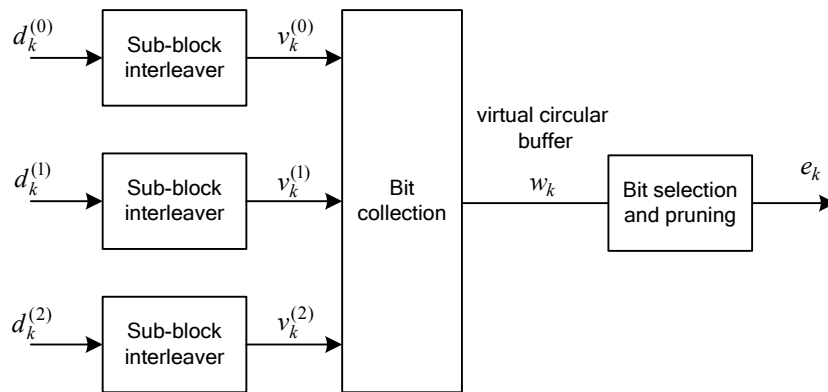 d_k^{(0)}
Sub-block
interleaver
v_k^{(0)}
d_k^{(1)}
Sub-block
interleaver
v_k^{(1)}
d_k^{(2)}
Sub-block
interleaver
v_k^{(2)}
Bit
collection
virtual circular
buffer
w_k
Bit selection
and pruning
e_k